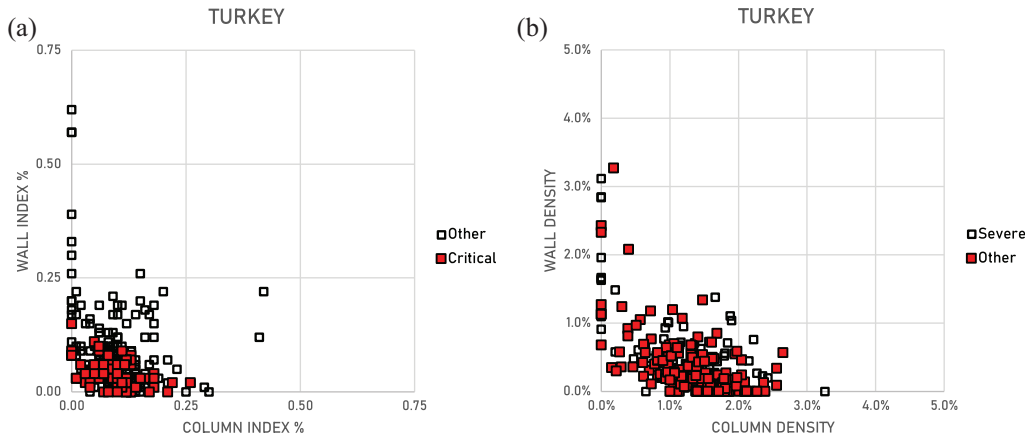 (a)
TURKEY
0.75
0.50
0.25
0.00
0.00 0.25 0.50 0.75
WALL INDEX %
COLUMN INDEX %
Other
Critical
(b)
TURKEY
5.0%
4.0%
3.0%
2.0%
1.0%
0.0%
0.0% 1.0% 2.0% 3.0% 4.0% 5.0%
WALL DENSITY
COLUMN DENSITY
Severe
Other